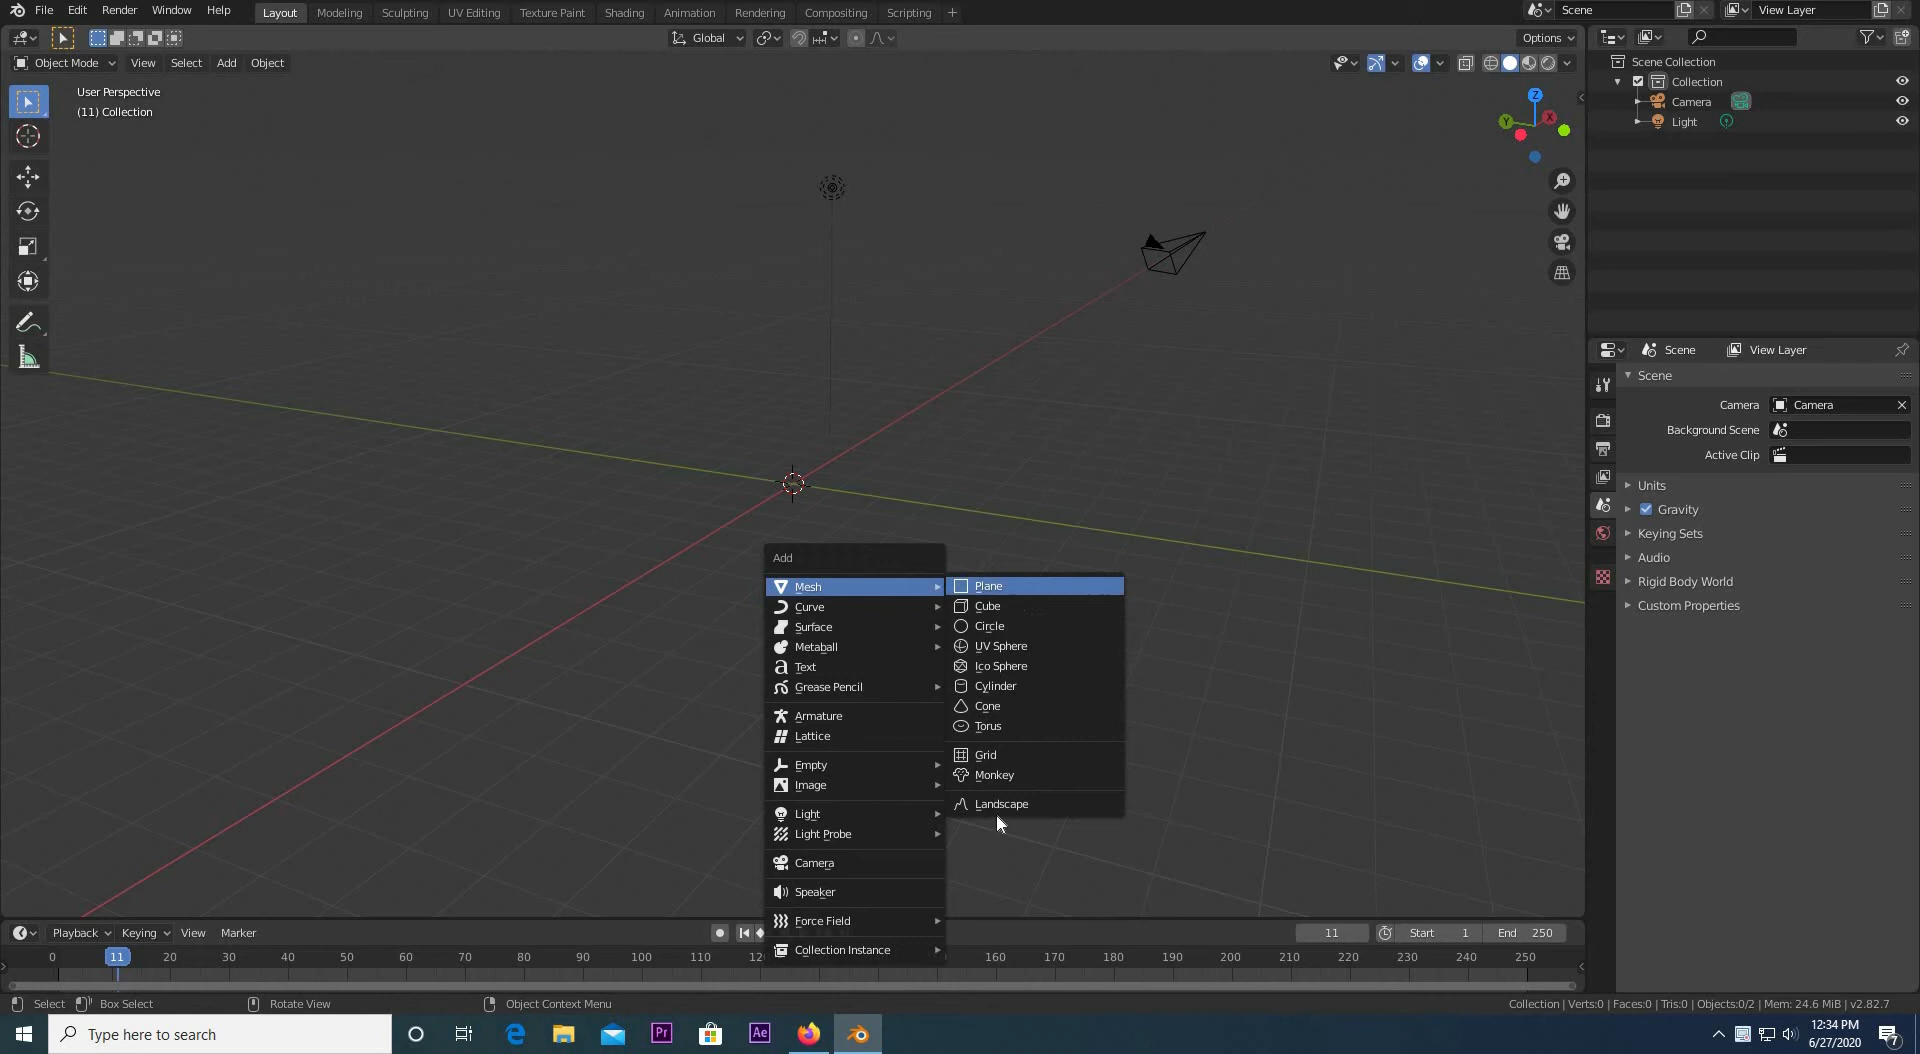 File Edit Render Window Help Layout Modeling Sculpting UV Editing Texture Paint Shading Animation Rendering Compositing Scripting + Scene View Layer
Global Options
Object Mode View Select Add Object
User Perspective
(11) Collection
Z
Y X
Scene Collection
Collection
Camera
Light
Scene View Layer
Scene
Camera Camera
Background Scene
Active Clip
Units
Gravity
Keying Sets
Audio
Rigid Body World
Custom Properties
Add
Mesh
Curve
Surface
Metaball
Text
Grease Pencil
Armature
Lattice
Empty
Image
Light
Light Probe
Camera
Speaker
Force Field
Collection Instance
Plane
Cube
Circle
UV Sphere
Ico Sphere
Cylinder
Cone
Torus
Grid
Monkey
Landscape
Playback Keying View Marker 11 Start 1 End 250
0 11 20 30 40 50 60 70 80 90 100 110 160 170 180 190 200 210 220 230 240 250
Select Box Select Rotate View Object Context Menu Collection | Verts:0 | Faces:0 | Tris:0 | Objects:0/2 | Mem: 24.6 MiB | v2.82.7
Type here to search
Pr
Ae
12:34 PM
6/27/2020
7